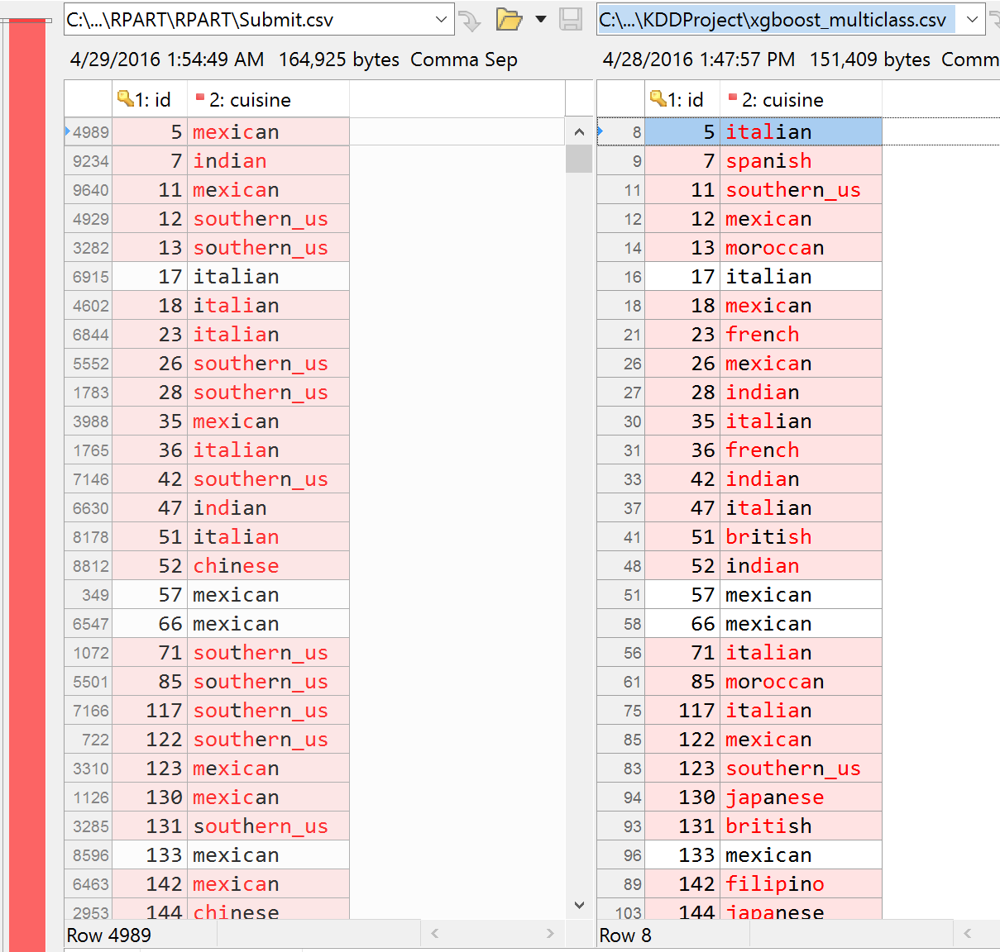 C:\...\RPART\RPART\Submit.csv C:\...\KDDProject\xgboost_multiclass.csv
4/29/2016 1:54:49 AM 164,925 bytes Comma Sep 4/28/2016 1:47:57 PM 151,409 bytes Comm
1: id 2: cuisine 1: id 2: cuisine
4989 5 mexican 8 5 italian
9234 7 indian 9 7 spanish
9640 11 mexican 11 11 southern_us
4929 12 southern_us 12 12 mexican
3282 13 southern_us 14 13 moroccan
6915 17 italian 16 17 italian
4602 18 italian 18 18 mexican
6844 23 italian 21 23 french
5552 26 southern_us 26 26 mexican
1783 28 southern_us 27 28 indian
3988 35 mexican 30 35 italian
1765 36 italian 31 36 french
7146 42 southern_us 33 42 indian
6630 47 indian 37 47 italian
8178 51 italian 41 51 british
8812 52 chinese 48 52 indian
349 57 mexican 51 57 mexican
6547 66 mexican 58 66 mexican
1072 71 southern_us 56 71 italian
5501 85 southern_us 61 85 moroccan
7166 117 southern_us 75 117 italian
722 122 southern_us 85 122 mexican
3310 123 mexican 83 123 southern_us
1126 130 mexican 94 130 japanese
3285 131 southern_us 93 131 british
8596 133 mexican 96 133 mexican
6463 142 mexican 89 142 filipino
2953 144 chinese 103 144 japanese
Row 4989 Row 8